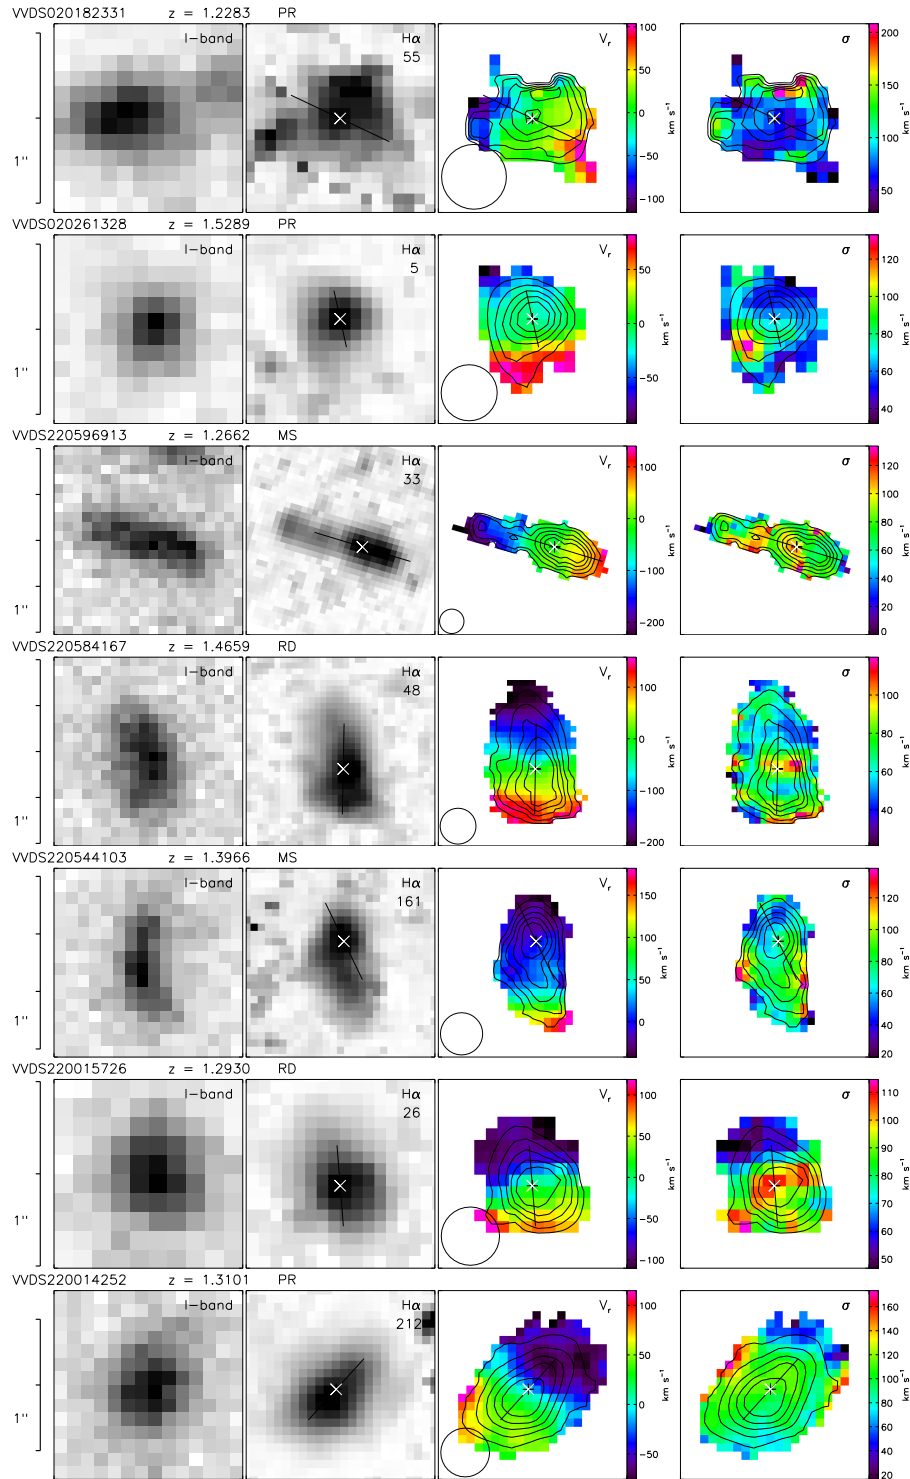 VVDS020182331 z = 1.2283 PR
I-band
Hα
55
Vr
σ
1''
100
50
0
−50
−100
km s⁻¹
200
150
100
50
km s⁻¹
VVDS020261328 z = 1.5289 PR
I-band
Hα
5
Vr
σ
1''
50
0
−50
km s⁻¹
120
100
80
60
40
km s⁻¹
VVDS220596913 z = 1.2662 MS
I-band
Hα
33
Vr
σ
1''
100
0
−100
−200
km s⁻¹
120
100
80
60
40
20
0
km s⁻¹
VVDS220584167 z = 1.4659 RD
I-band
Hα
48
Vr
σ
1''
100
0
−100
−200
km s⁻¹
100
80
60
40
km s⁻¹
VVDS220544103 z = 1.3966 MS
I-band
Hα
161
Vr
σ
1''
150
100
50
0
km s⁻¹
120
100
80
60
40
20
km s⁻¹
VVDS220015726 z = 1.2930 RD
I-band
Hα
26
Vr
σ
1''
100
50
0
−50
−100
km s⁻¹
110
100
90
80
70
60
50
km s⁻¹
VVDS220014252 z = 1.3101 PR
I-band
Hα
212
Vr
σ
1''
100
50
0
−50
km s⁻¹
160
140
120
100
80
60
40
20
km s⁻¹